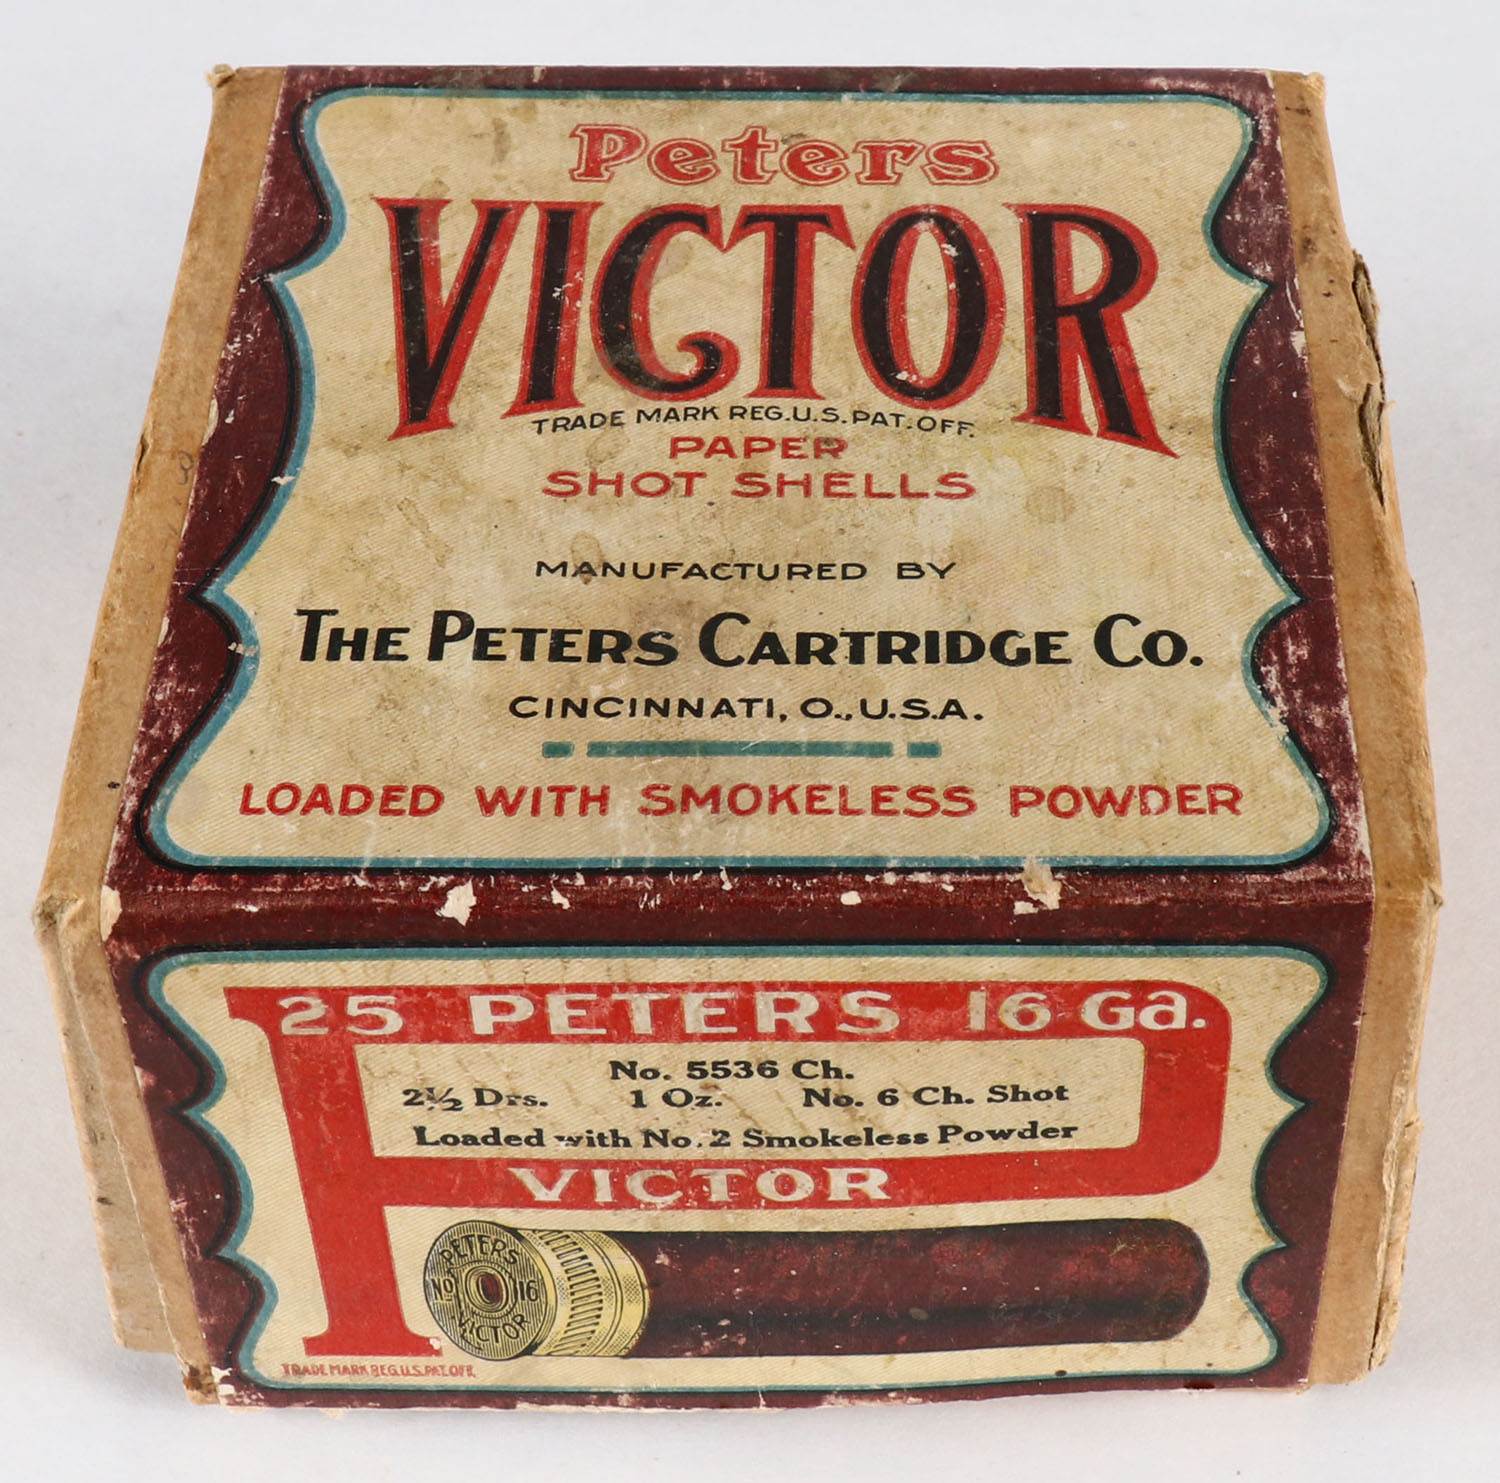 Peters
VICTOR
TRADE MARK REG.U.S.PAT.OFF.
PAPER
SHOT SHELLS
MANUFACTURED BY
THE PETERS CARTRIDGE CO.
CINCINNATI, O., U.S.A.
LOADED WITH SMOKELESS POWDER
25 PETERS 16 Ga.
No. 5536 Ch.
2½ Drs. 1 Oz. No. 6 Ch. Shot
Loaded with No. 2 Smokeless Powder
VICTOR
PETERS
No 16
VICTOR
TRADE MARK REG.U.S.PAT.OFF.